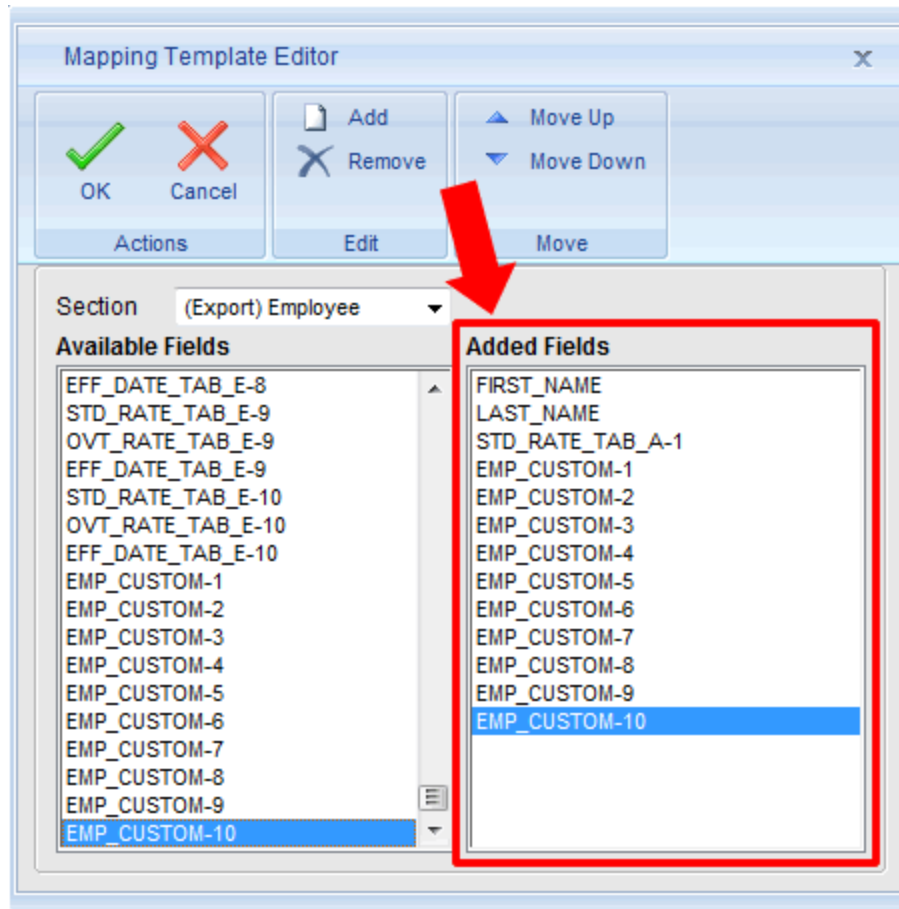 Mapping Template Editor
OK
Cancel
Actions
Add
Remove
Edit
Move Up
Move Down
Move
Section (Export) Employee
Available Fields
EFF_DATE_TAB_E-8
STD_RATE_TAB_E-9
OVT_RATE_TAB_E-9
EFF_DATE_TAB_E-9
STD_RATE_TAB_E-10
OVT_RATE_TAB_E-10
EFF_DATE_TAB_E-10
EMP_CUSTOM-1
EMP_CUSTOM-2
EMP_CUSTOM-3
EMP_CUSTOM-4
EMP_CUSTOM-5
EMP_CUSTOM-6
EMP_CUSTOM-7
EMP_CUSTOM-8
EMP_CUSTOM-9
EMP_CUSTOM-10
Added Fields
FIRST_NAME
LAST_NAME
STD_RATE_TAB_A-1
EMP_CUSTOM-1
EMP_CUSTOM-2
EMP_CUSTOM-3
EMP_CUSTOM-4
EMP_CUSTOM-5
EMP_CUSTOM-6
EMP_CUSTOM-7
EMP_CUSTOM-8
EMP_CUSTOM-9
EMP_CUSTOM-10